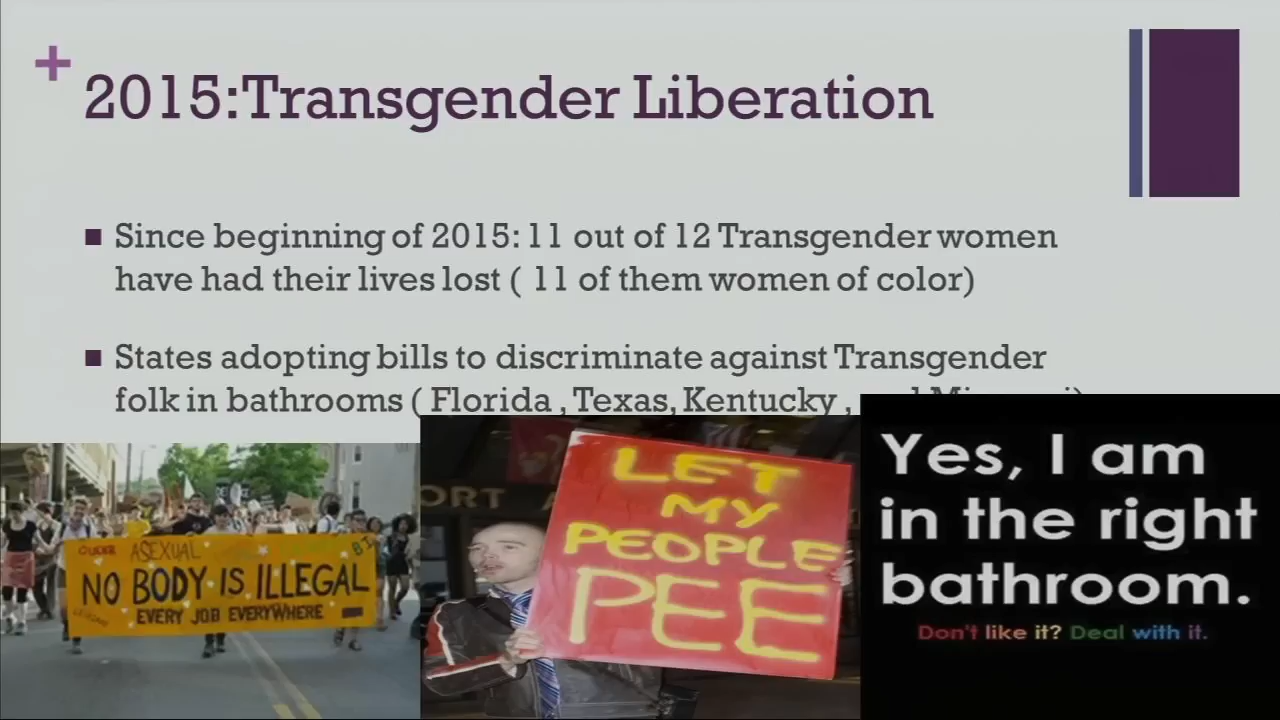 +
2015:Transgender Liberation
Since beginning of 2015: 11 out of 12 Transgender women
have had their lives lost ( 11 of them women of color)
States adopting bills to discriminate against Transgender
folk in bathrooms ( Florida , Texas, Kentucky ,
ASEXUAL
BI
NO BODY IS ILLEGAL
EVERY JOB EVERYWHERE
ORT
LET
MY
PEOPLE
PEE
Yes, I am
in the right
bathroom.
Don't like it? Deal with it.